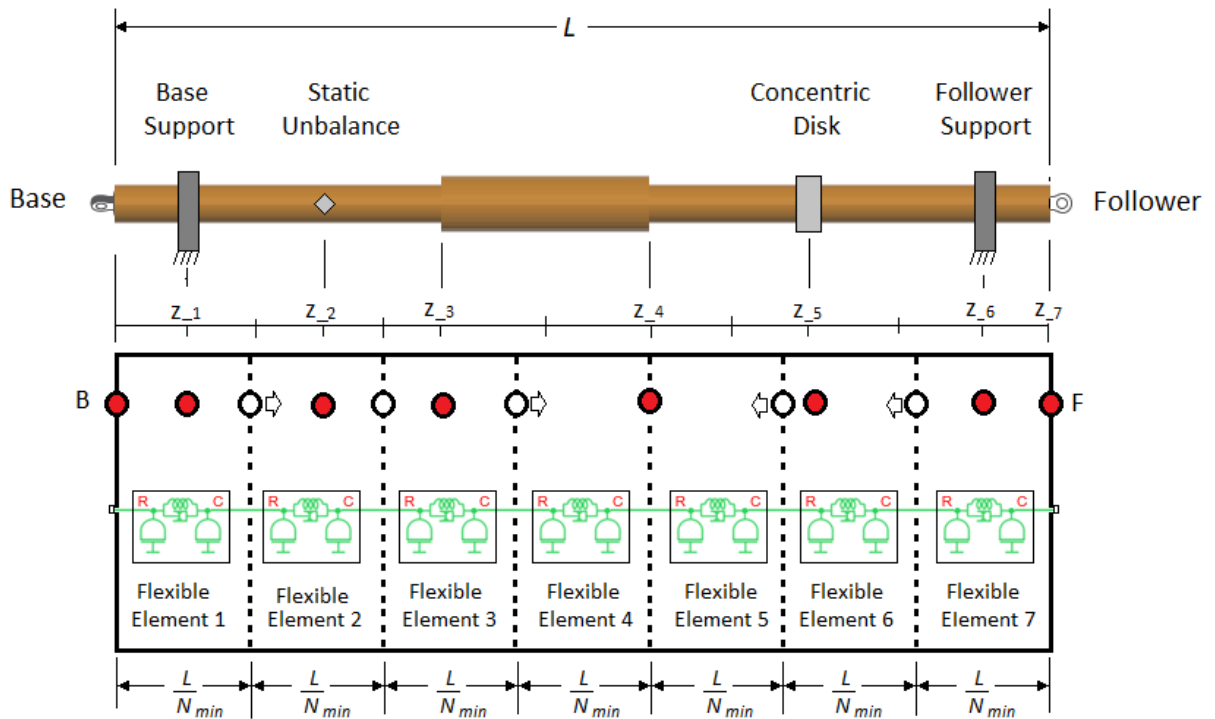 L
Base
Support
Static
Unbalance
Concentric
Disk
Follower
Support
Base
Follower
z_1
z_2
z_3
z_4
z_5
z_6
z_7
B
F
R C
R C
R C
R C
R C
R C
R C
Flexible
Element 1
Flexible
Element 2
Flexible
Element 3
Flexible
Element 4
Flexible
Element 5
Flexible
Element 6
Flexible
Element 7
L
N min
L
N min
L
N min
L
N min
L
N min
L
N min
L
N min